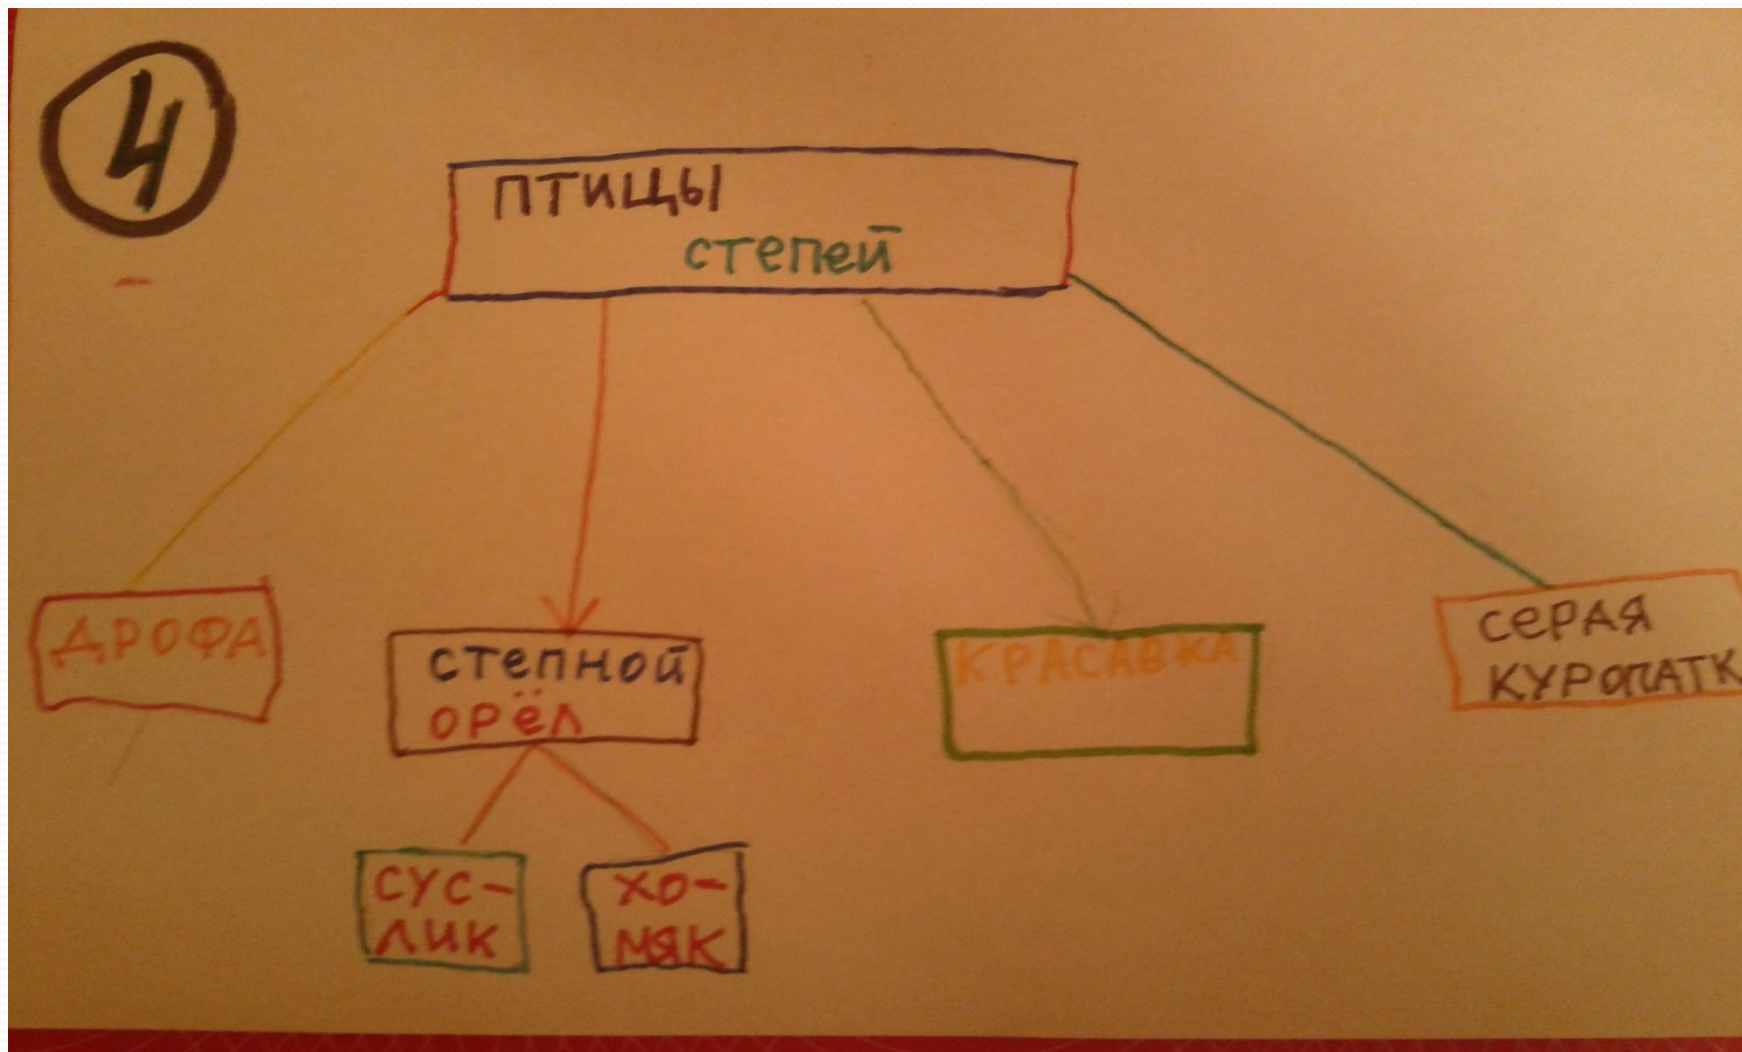 4
ПТИЦЫ
степей
ДРОФА
СТЕПНОЙ
ОРЁЛ
КРАСАВКА
СЕРАЯ
КУРОПАТК
СУС-
ЛИК
ХО-
МЯК